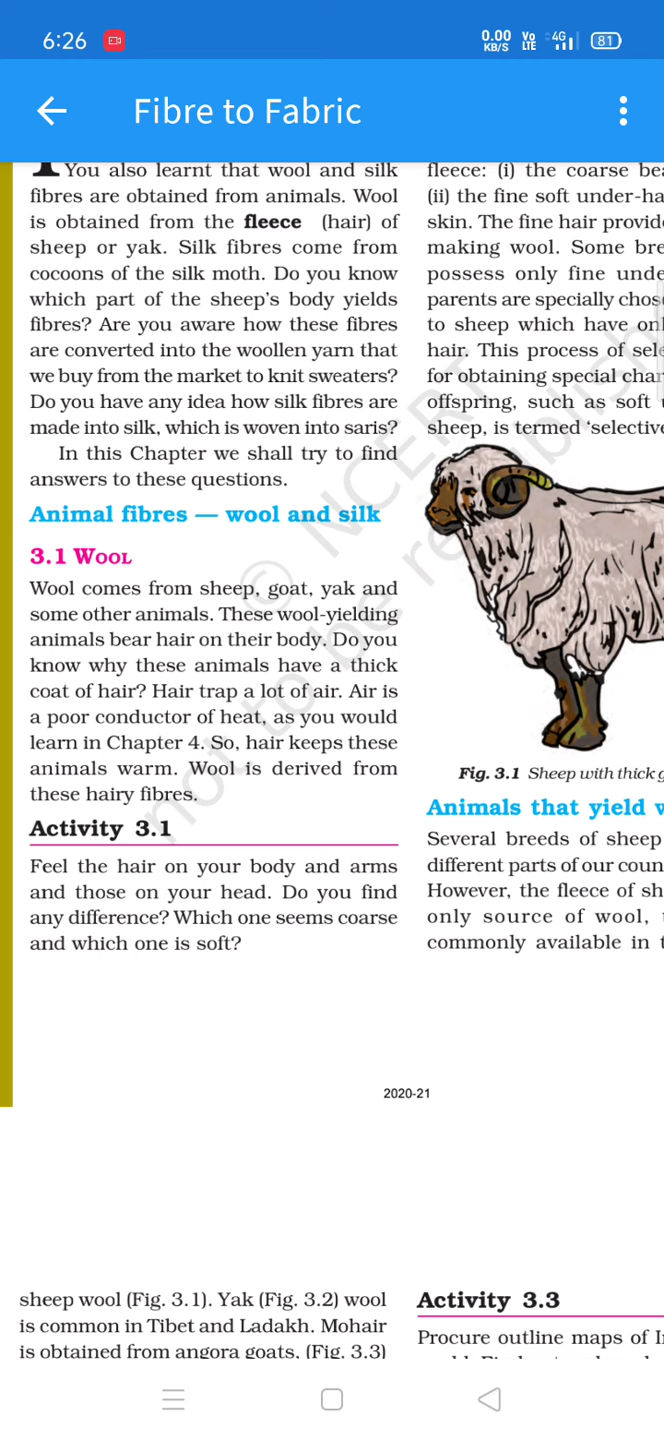 6:26
0.00 KB/S Vo LTE 4G 81
Fibre to Fabric
You also learnt that wool and silk
fibres are obtained from animals. Wool
is obtained from the fleece (hair) of
sheep or yak. Silk fibres come from
cocoons of the silk moth. Do you know
which part of the sheep's body yields
fibres? Are you aware how these fibres
are converted into the woollen yarn that
we buy from the market to knit sweaters?
Do you have any idea how silk fibres are
made into silk, which is woven into saris?
In this Chapter we shall try to find
answers to these questions.
Animal fibres — wool and silk
3.1 WOOL
Wool comes from sheep, goat, yak and
some other animals. These wool-yielding
animals bear hair on their body. Do you
know why these animals have a thick
coat of hair? Hair trap a lot of air. Air is
a poor conductor of heat, as you would
learn in Chapter 4. So, hair keeps these
animals warm. Wool is derived from
these hairy fibres.
Activity 3.1
Feel the hair on your body and arms
and those on your head. Do you find
any difference? Which one seems coarse
and which one is soft?
fleece: (i) the coarse
(ii) the fine soft
skin. The fine hair
making wool. Some
possess only fine
parents are specially
to sheep which have
hair. This process of
for obtaining special
offspring, such as soft
sheep, is termed
Fig. 3.1 Sheep with thick
Animals that yield
Several breeds of sheep
different parts of our
However, the fleece of
only source of wool,
commonly available in
© NCERT
not to be republished
2020-21
sheep wool (Fig. 3.1). Yak (Fig. 3.2) wool
is common in Tibet and Ladakh. Mohair
is obtained from angora goats, (Fig. 3.3)
Activity 3.3
Procure outline maps of